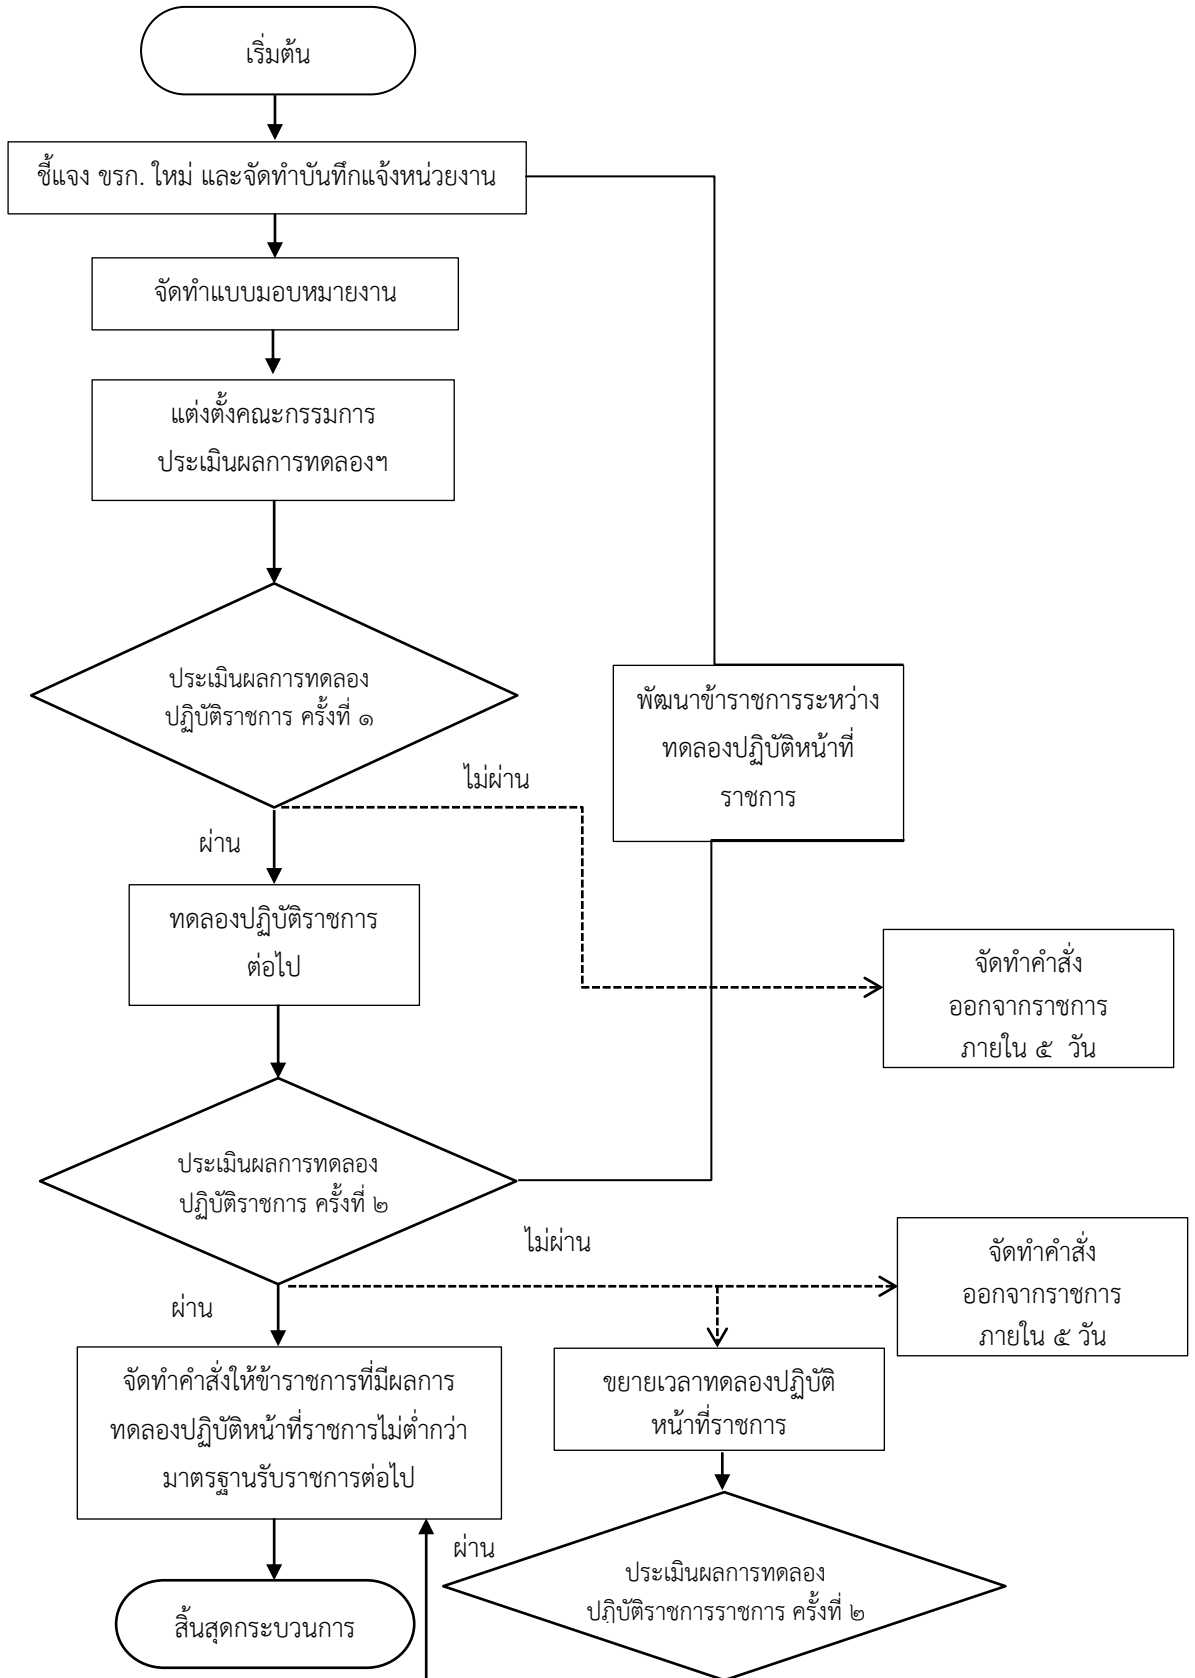 เริ่มต้น
ชี้แจง ขรก. ใหม่ และจัดทำบันทึกแจ้งหน่วยงาน
จัดทำแบบมอบหมายงาน
แต่งตั้งคณะกรรมการ
ประเมินผลการทดลองฯ
ประเมินผลการทดลอง
ปฏิบัติราชการ ครั้งที่ ๑
พัฒนาข้าราชการระหว่าง
ทดลองปฏิบัติหน้าที่
ราชการ
ไม่ผ่าน
ผ่าน
ทดลองปฏิบัติราชการ
ต่อไป
จัดทำคำสั่ง
ออกจากราชการ
ภายใน ๕ วัน
ประเมินผลการทดลอง
ปฏิบัติราชการ ครั้งที่ ๒
ไม่ผ่าน
จัดทำคำสั่ง
ออกจากราชการ
ภายใน ๕ วัน
ผ่าน
จัดทำคำสั่งให้ข้าราชการที่มีผลการ
ทดลองปฏิบัติหน้าที่ราชการไม่ต่ำกว่า
มาตรฐานรับราชการต่อไป
ขยายเวลาทดลองปฏิบัติ
หน้าที่ราชการ
ผ่าน
ประเมินผลการทดลอง
ปฏิบัติราชการราชการ ครั้งที่ ๒
สิ้นสุดกระบวนการ